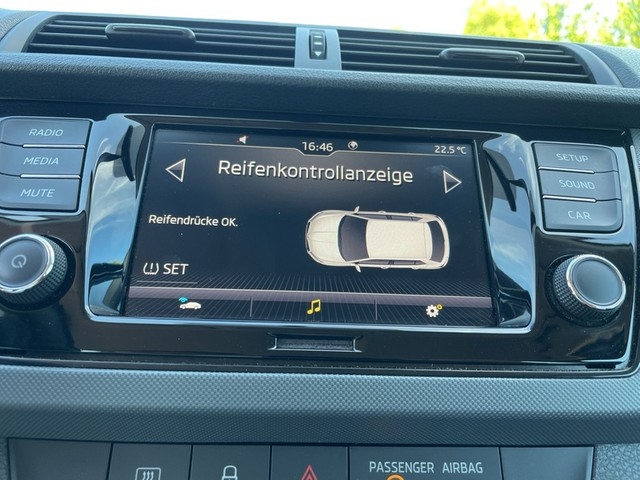 RADIO
MEDIA
MUTE
16:46
22.5 °C
Reifenkontrollanzeige
Reifendrücke OK.
SET
SETUP
SOUND
CAR
PASSENGER AIRBAG